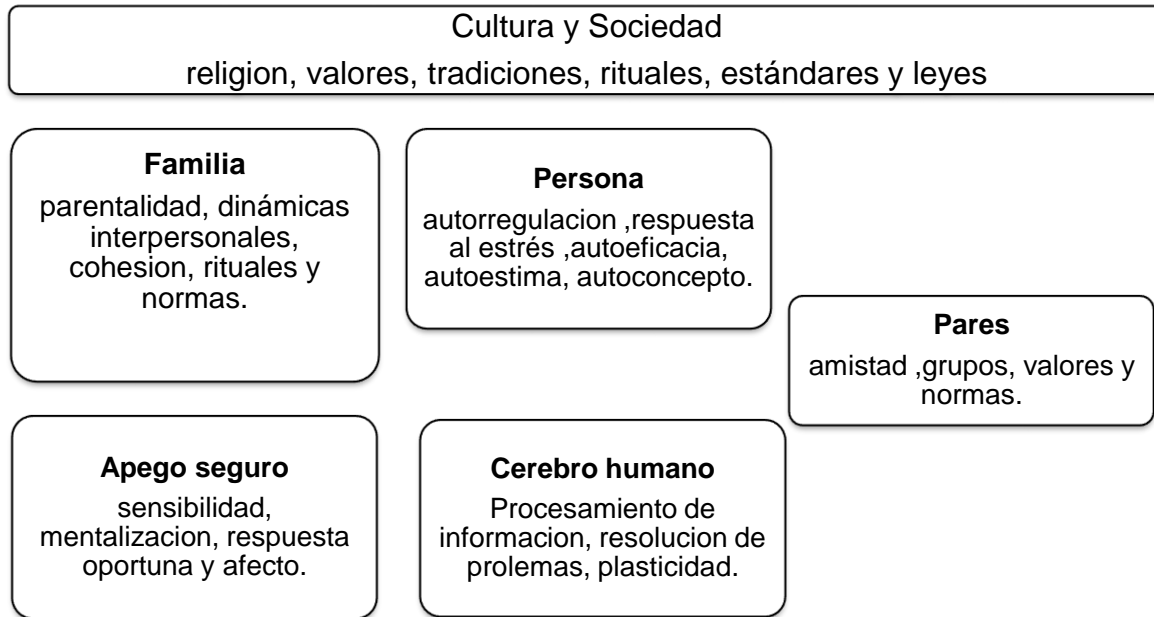 Cultura y Sociedad
religion, valores, tradiciones, rituales, estándares y leyes
Familia
parentalidad, dinámicas
interpersonales,
cohesion, rituales y
normas.
Persona
autorregulacion ,respuesta
al estrés ,autoeficacia,
autoestima, autoconcepto.
Pares
amistad ,grupos, valores y
normas.
Apego seguro
sensibilidad,
mentalizacion, respuesta
oportuna y afecto.
Cerebro humano
Procesamiento de
informacion, resolucion de
prolemas, plasticidad.